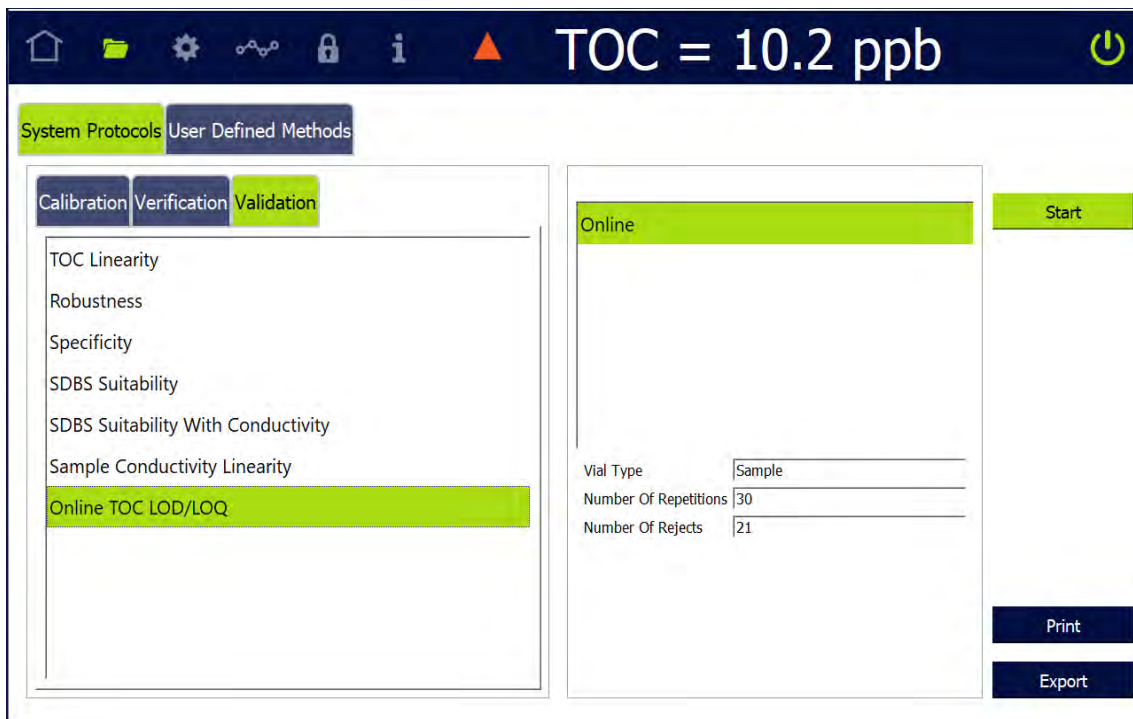 TOC = 10.2 ppb
System Protocols User Defined Methods
Calibration Verification Validation
TOC Linearity
Robustness
Specificity
SDBS Suitability
SDBS Suitability With Conductivity
Sample Conductivity Linearity
Online TOC LOD/LOQ
Online
Vial Type Sample
Number Of Repetitions 30
Number Of Rejects 21
Start
Print
Export